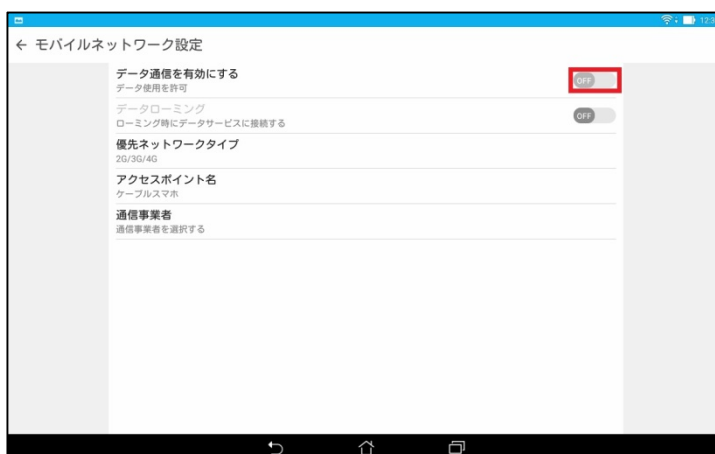 12:3
← モバイルネットワーク設定
データ通信を有効にする
データ使用を許可
OFF
データローミング
ローミング時にデータサービスに接続する
OFF
優先ネットワークタイプ
2G/3G/4G
アクセスポイント名
ケーブルスマホ
通信事業者
通信事業者を選択する